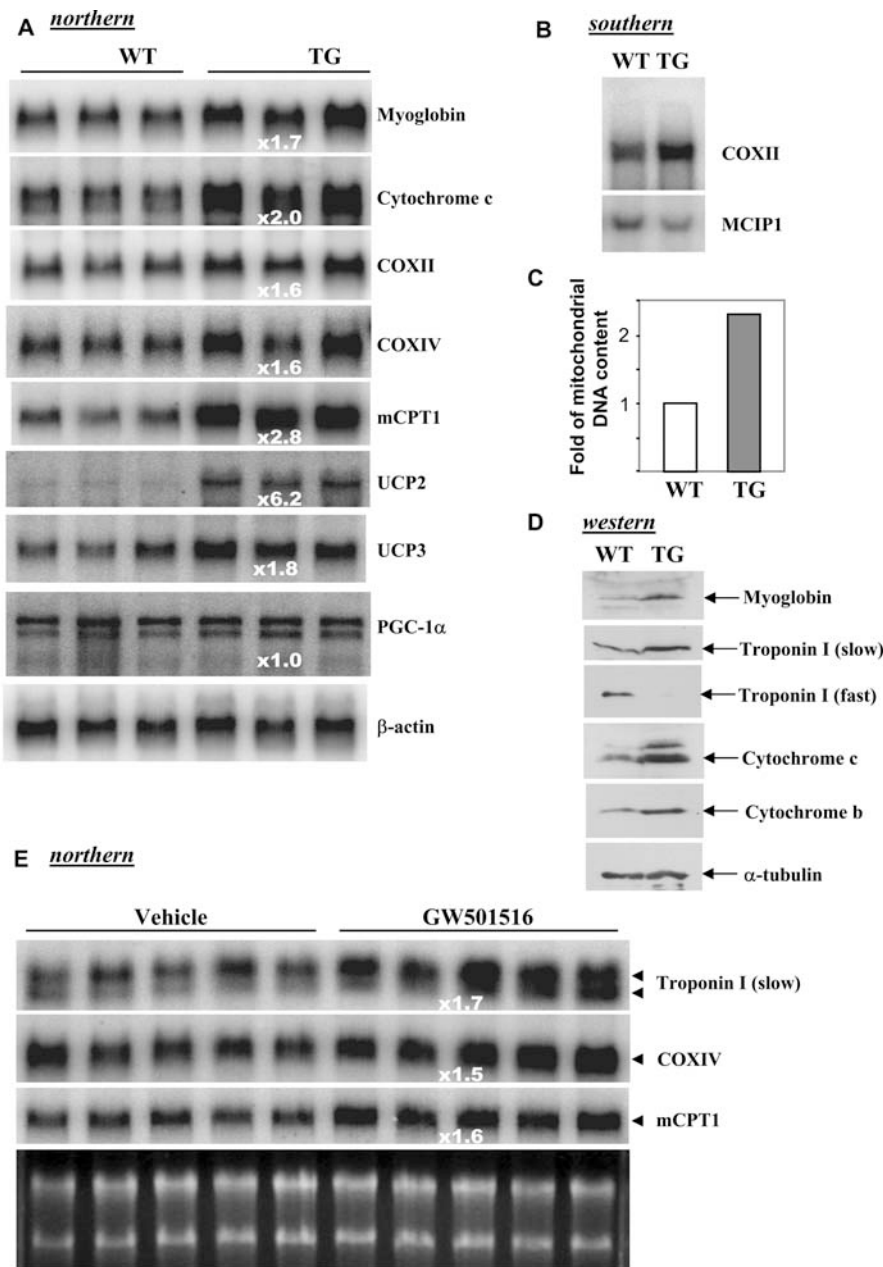 A northern
WT TG
Myoglobin
x1.7
Cytochrome c
x2.0
COXII
x1.6
COXIV
x1.6
mCPT1
x2.8
UCP2
x6.2
UCP3
x1.8
PGC-1α
x1.0
β-actin
B southern
WT TG
COXII
MCIP1
C
Fold of mitochondrial
DNA content
2
1
WT TG
D western
WT TG
Myoglobin
Troponin I (slow)
Troponin I (fast)
Cytochrome c
Cytochrome b
α-tubulin
E northern
Vehicle GW501516
Troponin I (slow)
x1.7
COXIV
x1.5
mCPT1
x1.6